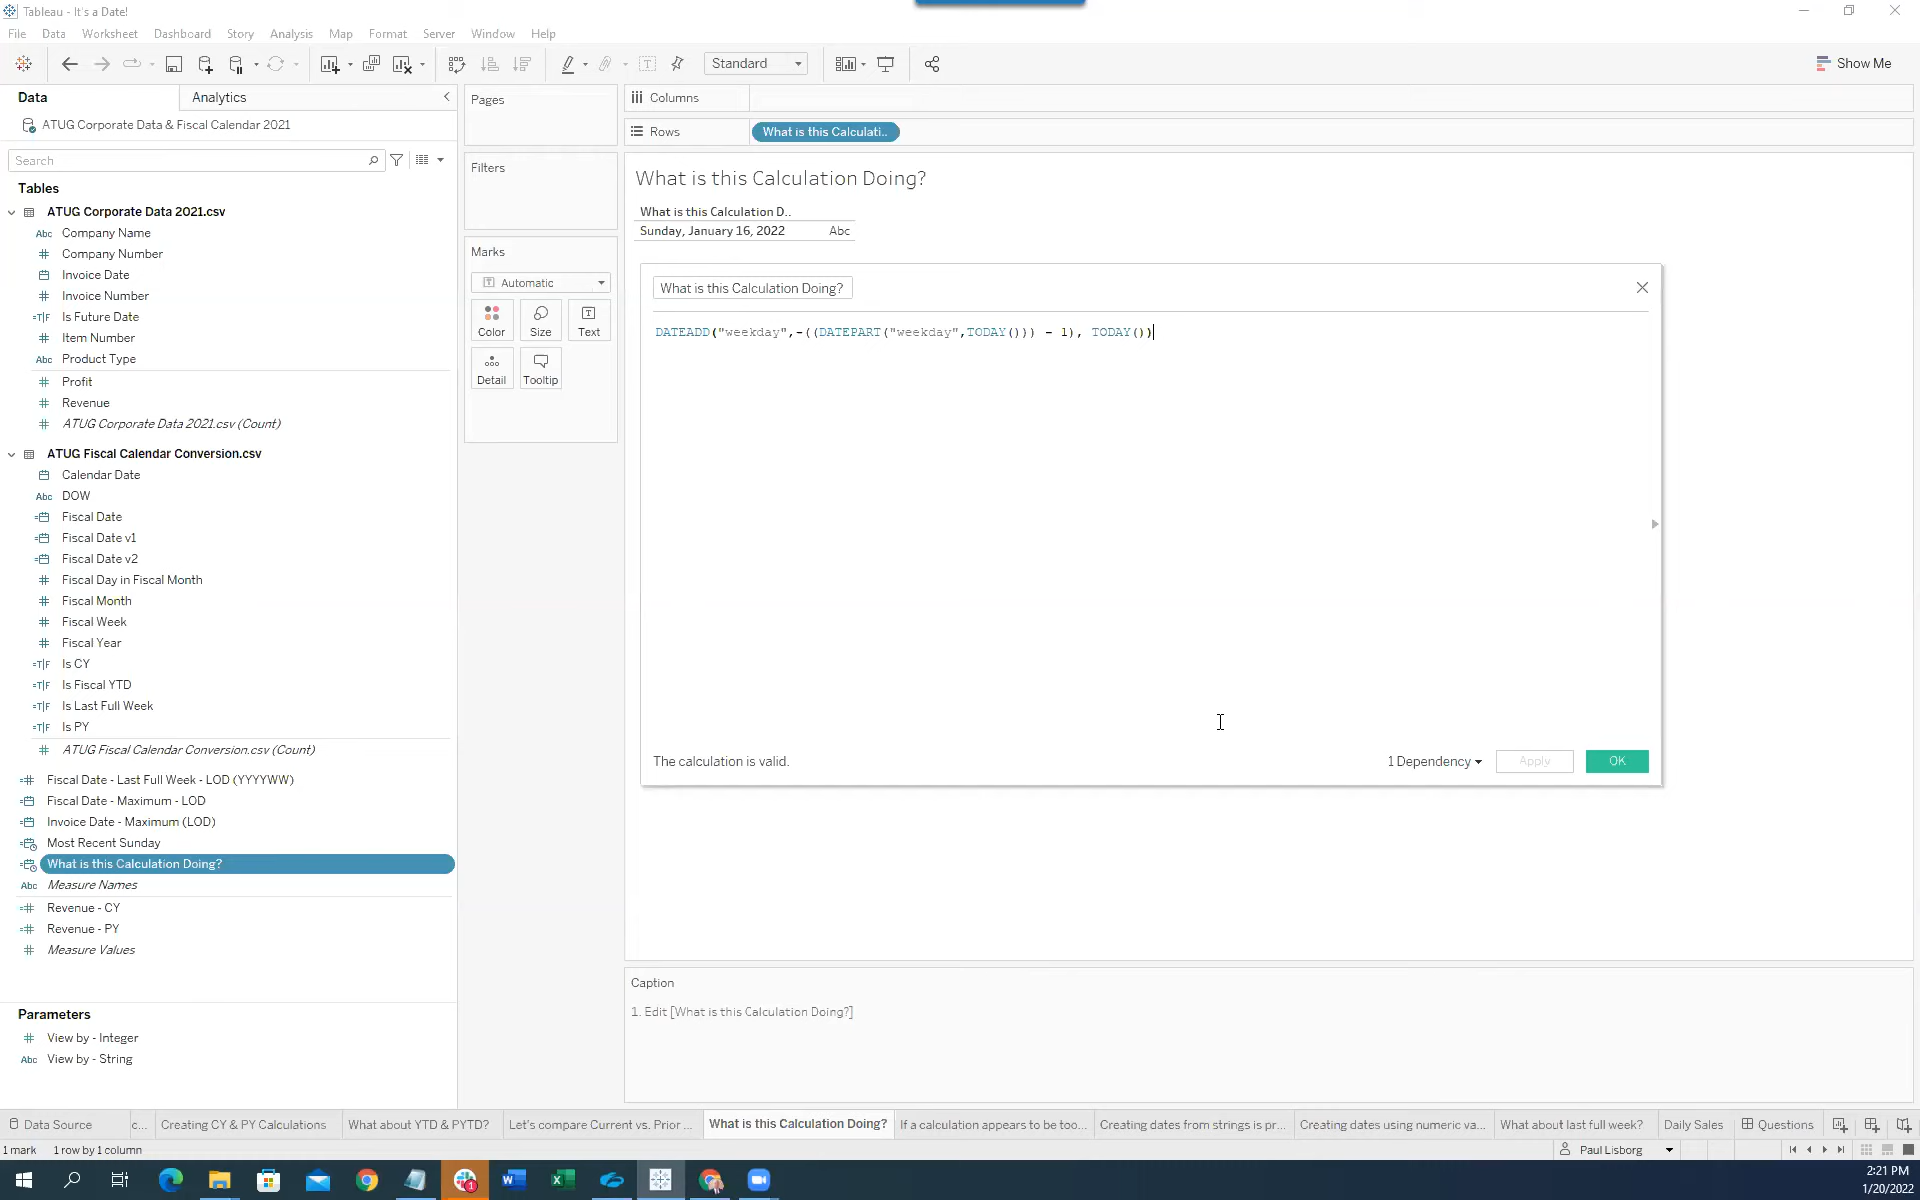 Tableau - It's a Date!
File Data Worksheet Dashboard Story Analysis Map Format Server Window Help
Standard
Show Me
Data Analytics
ATUG Corporate Data & Fiscal Calendar 2021
Search
Tables
ATUG Corporate Data 2021.csv
Abc Company Name
# Company Number
Invoice Date
# Invoice Number
=T|F Is Future Date
# Item Number
Abc Product Type
# Profit
# Revenue
# ATUG Corporate Data 2021.csv (Count)
ATUG Fiscal Calendar Conversion.csv
Calendar Date
Abc DOW
Fiscal Date
Fiscal Date v1
Fiscal Date v2
# Fiscal Day in Fiscal Month
# Fiscal Month
# Fiscal Week
# Fiscal Year
=T|F Is CY
=T|F Is Fiscal YTD
=T|F Is Last Full Week
=T|F Is PY
# ATUG Fiscal Calendar Conversion.csv (Count)
=# Fiscal Date - Last Full Week - LOD (YYYYWW)
Fiscal Date - Maximum - LOD
Invoice Date - Maximum (LOD)
Most Recent Sunday
What is this Calculation Doing?
Abc Measure Names
=# Revenue - CY
=# Revenue - PY
# Measure Values
Parameters
# View by - Integer
Abc View by - String
Pages
Filters
Marks
Automatic
Color Size Text
Detail Tooltip
Columns
Rows What is this Calculati..
What is this Calculation Doing?
What is this Calculation D..
Sunday, January 16, 2022 Abc
What is this Calculation Doing?
DATEADD("weekday",-((DATEPART("weekday",TODAY())) - 1), TODAY())
The calculation is valid.
1 Dependency Apply OK
Caption
1. Edit [What is this Calculation Doing?]
Data Source c... Creating CY & PY Calculations What about YTD & PYTD? Let's compare Current vs. Prior ... What is this Calculation Doing? If a calculation appears to be too... Creating dates from strings is pr... Creating dates using numeric va... What about last full week? Daily Sales Questions
1 mark 1 row by 1 column Paul Lisborg
2:21 PM
1/20/2022